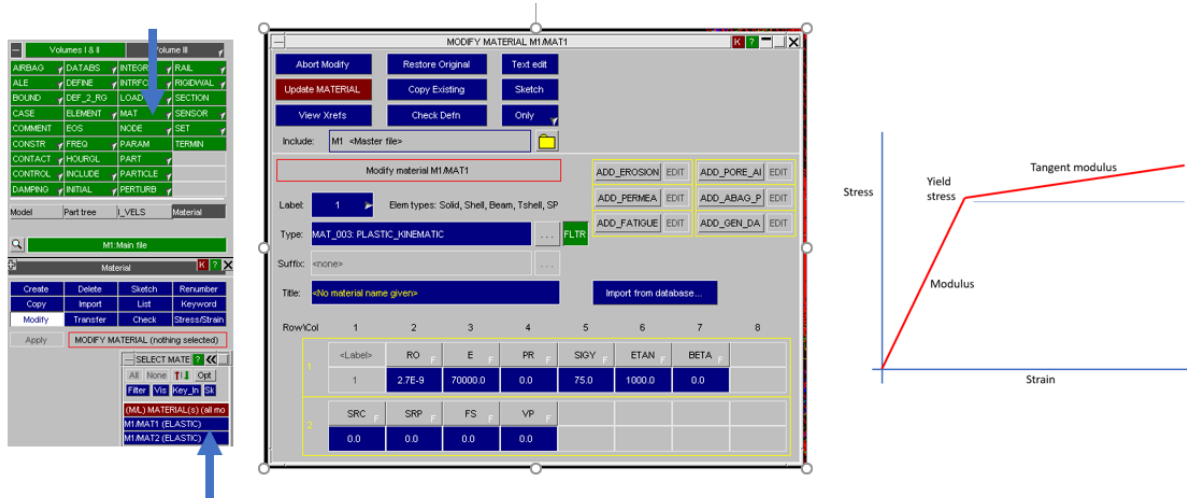 Volumes I & II Volume III
AIRBAG DATABS INTEGR RAIL
ALE DEFINE INTRFC RIGIDWAL
BOUND DEF_2_RG LOAD SECTION
CASE ELEMENT MAT SENSOR
COMMENT EOS NODE SET
CONSTR FREQ PARAM TERMIN
CONTACT HOURGL PART
CONTROL INCLUDE PARTICLE
DAMPING INITIAL PERTURB
Model Part tree I_VELS Material
M1:Main file
Material K ? X
Create Delete Sketch Renumber
Copy Import List Keyword
Modify Transfer Check Stress/Strain
Apply MODIFY MATERIAL (nothing selected)
SELECT MATE ?
All None Opt
Filter Vis Key_In Sk
(M/L) MATERIAL(s) (all mo
M1/MAT1 (ELASTIC)
M1/MAT2 (ELASTIC)
MODIFY MATERIAL M1/MAT1 K ? X
Abort Modify Restore Original Text edit
Update MATERIAL Copy Existing Sketch
View Xrefs Check Defn Only
Include: M1 <Master file>
Modify material M1/MAT1
ADD_EROSION EDIT ADD_PORE_AI EDIT
ADD_PERMEA EDIT ADD_ABAG_P EDIT
ADD_FATIGUE EDIT ADD_GEN_DA EDIT
Label: 1 Elem types: Solid, Shell, Beam, Tshell, SP
Type: MAT_003: PLASTIC_KINEMATIC ... FLTR
Suffix: <none> ...
Title: <No material name given> Import from database...
Row\Col 1 2 3 4 5 6 7 8
<Label> RO F E F PR F SIGY F ETAN F BETA F
1 1 2.7E-9 70000.0 0.0 75.0 1000.0 0.0
SRC F SRP F FS F VP F
2 0.0 0.0 0.0 0.0
Stress
Yield
stress
Tangent modulus
Modulus
Strain